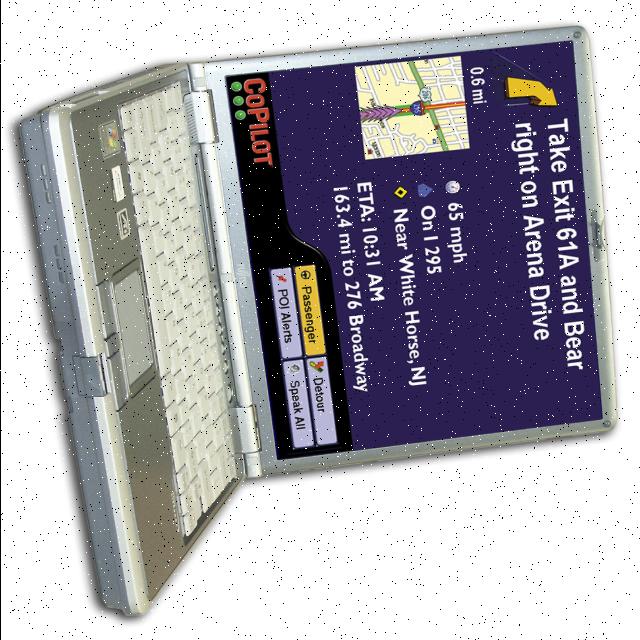 Take Exit 61A and Bear
right on Arena Drive
0.6 mi
65 mph
On I 295
Near White Horse, NJ
ETA: 10:31 AM
163.4 mi to 276 Broadway
Passenger
Detour
POI Alerts
Speak All
CoPILOT